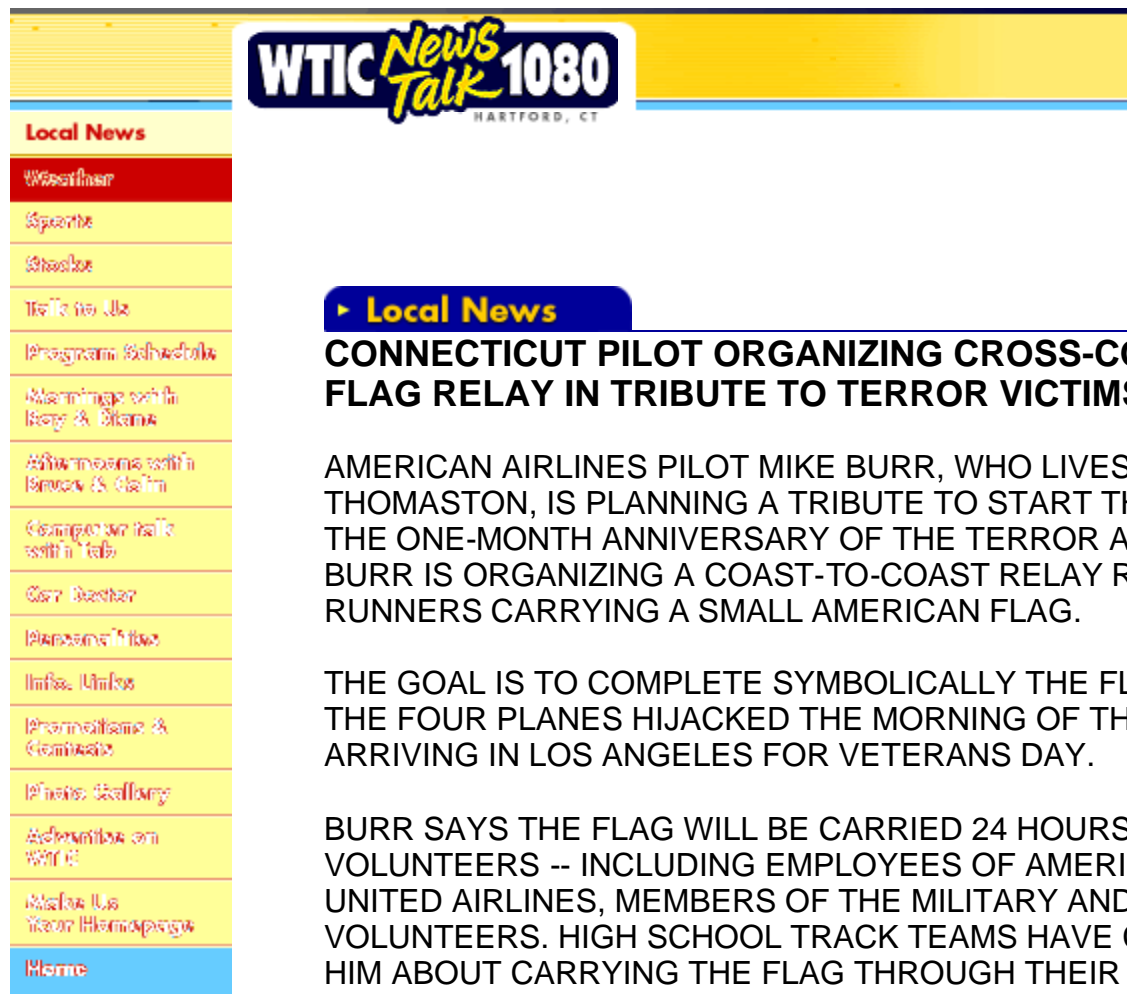 WTIC News Talk 1080
HARTFORD, CT
Local News
Weather
Sports
Stocks
Talk to Us
Program Schedule
Mornings with
Ray & Diane
Afternoons with
Bruce & Colin
Computer talk
with Tab
Car Doctor
Personalities
Info. Links
Promotions &
Contests
Photo Gallery
Advertise on
WTIC
Make Us
Your Homepage
Home
Local News
CONNECTICUT PILOT ORGANIZING CROSS-CO
FLAG RELAY IN TRIBUTE TO TERROR VICTIMS
AMERICAN AIRLINES PILOT MIKE BURR, WHO LIVES
THOMASTON, IS PLANNING A TRIBUTE TO START TH
THE ONE-MONTH ANNIVERSARY OF THE TERROR A
BURR IS ORGANIZING A COAST-TO-COAST RELAY R
RUNNERS CARRYING A SMALL AMERICAN FLAG.
THE GOAL IS TO COMPLETE SYMBOLICALLY THE FL
THE FOUR PLANES HIJACKED THE MORNING OF TH
ARRIVING IN LOS ANGELES FOR VETERANS DAY.
BURR SAYS THE FLAG WILL BE CARRIED 24 HOURS
VOLUNTEERS -- INCLUDING EMPLOYEES OF AMERI
UNITED AIRLINES, MEMBERS OF THE MILITARY AND
VOLUNTEERS. HIGH SCHOOL TRACK TEAMS HAVE C
HIM ABOUT CARRYING THE FLAG THROUGH THEIR